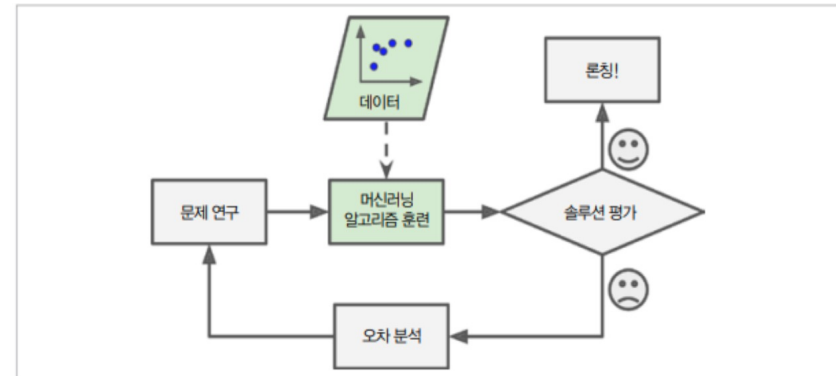 데이터
론칭!
문제 연구
머신러닝
알고리즘 훈련
솔루션 평가
오차 분석